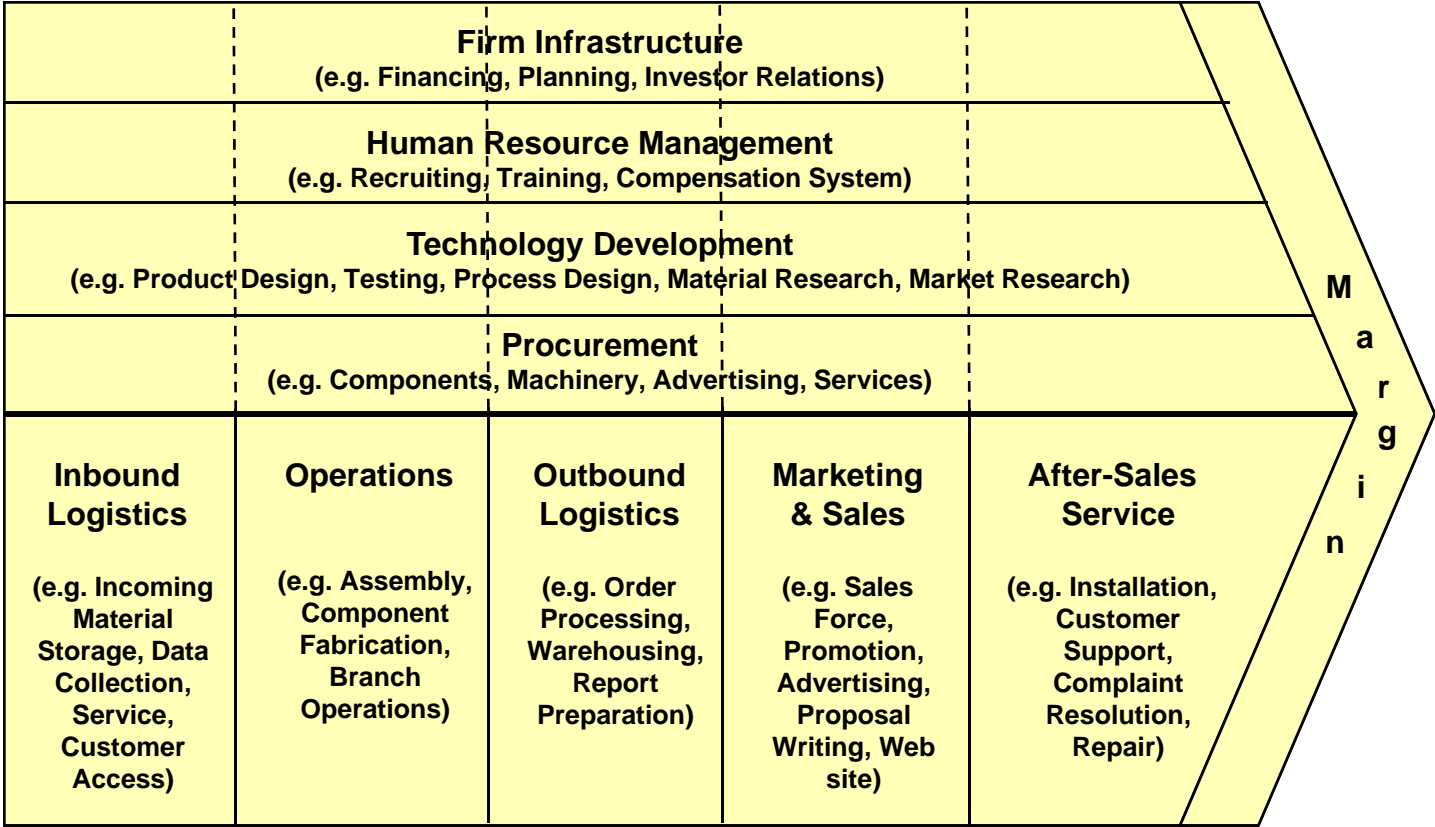 Firm Infrastructure
(e.g. Financing, Planning, Investor Relations)
Human Resource Management
(e.g. Recruiting, Training, Compensation System)
Technology Development
(e.g. Product Design, Testing, Process Design, Material Research, Market Research)
Procurement
(e.g. Components, Machinery, Advertising, Services)
Inbound
Logistics
(e.g. Incoming
Material
Storage, Data
Collection,
Service,
Customer
Access)
Operations
(e.g. Assembly,
Component
Fabrication,
Branch
Operations)
Outbound
Logistics
(e.g. Order
Processing,
Warehousing,
Report
Preparation)
Marketing
& Sales
(e.g. Sales
Force,
Promotion,
Advertising,
Proposal
Writing, Web
site)
After-Sales
Service
(e.g. Installation,
Customer
Support,
Complaint
Resolution,
Repair)
Margin